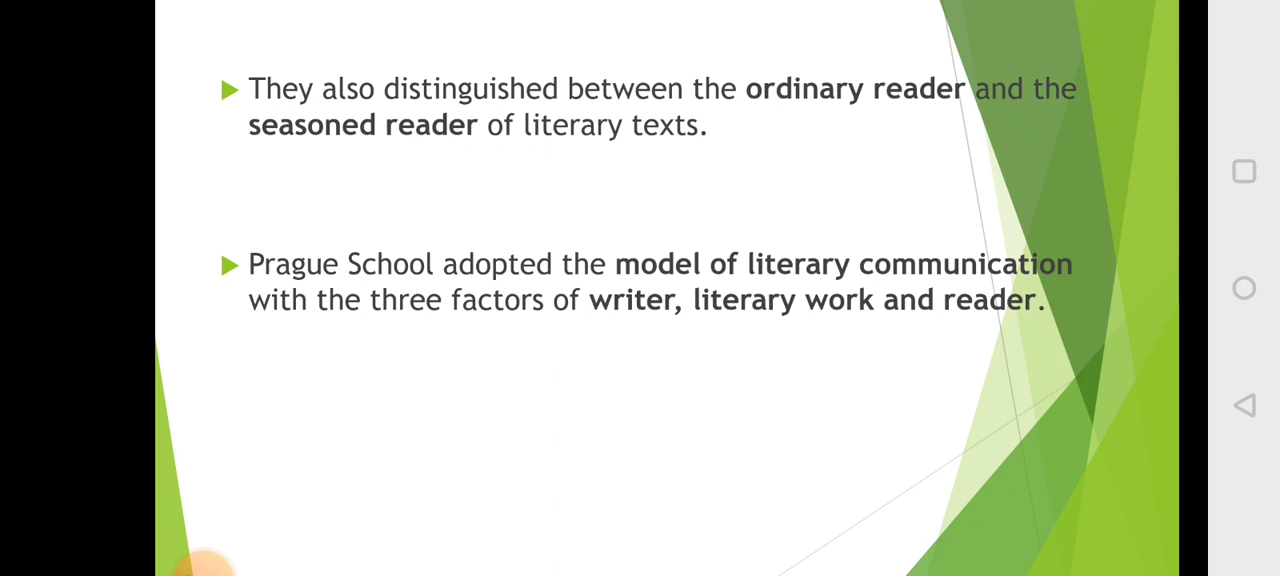 They also distinguished between the ordinary reader and the
seasoned reader of literary texts.
Prague School adopted the model of literary communication
with the three factors of writer, literary work and reader.